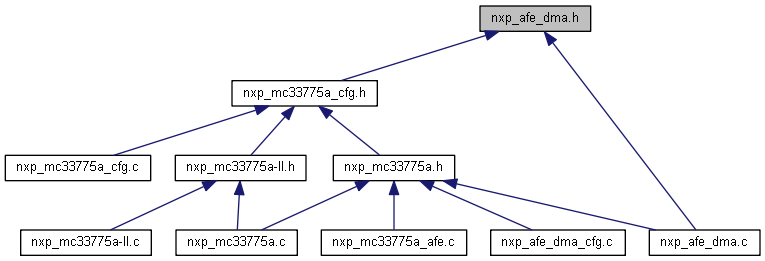 nxp_afe_dma.h
nxp_mc33775a_cfg.h
nxp_mc33775a_cfg.c
nxp_mc33775a-ll.h
nxp_mc33775a.h
nxp_mc33775a-ll.c
nxp_mc33775a.c
nxp_mc33775a_afe.c
nxp_afe_dma_cfg.c
nxp_afe_dma.c